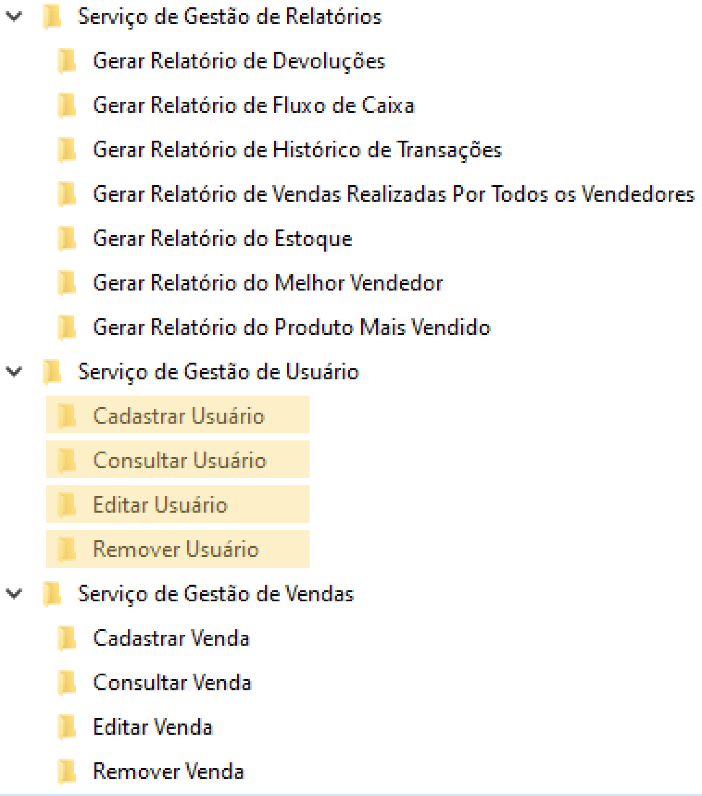 Serviço de Gestão de Relatórios
Gerar Relatório de Devoluções
Gerar Relatório de Fluxo de Caixa
Gerar Relatório de Histórico de Transações
Gerar Relatório de Vendas Realizadas Por Todos os Vendedores
Gerar Relatório do Estoque
Gerar Relatório do Melhor Vendedor
Gerar Relatório do Produto Mais Vendido
Serviço de Gestão de Usuário
Cadastrar Usuário
Consultar Usuário
Editar Usuário
Remover Usuário
Serviço de Gestão de Vendas
Cadastrar Venda
Consultar Venda
Editar Venda
Remover Venda